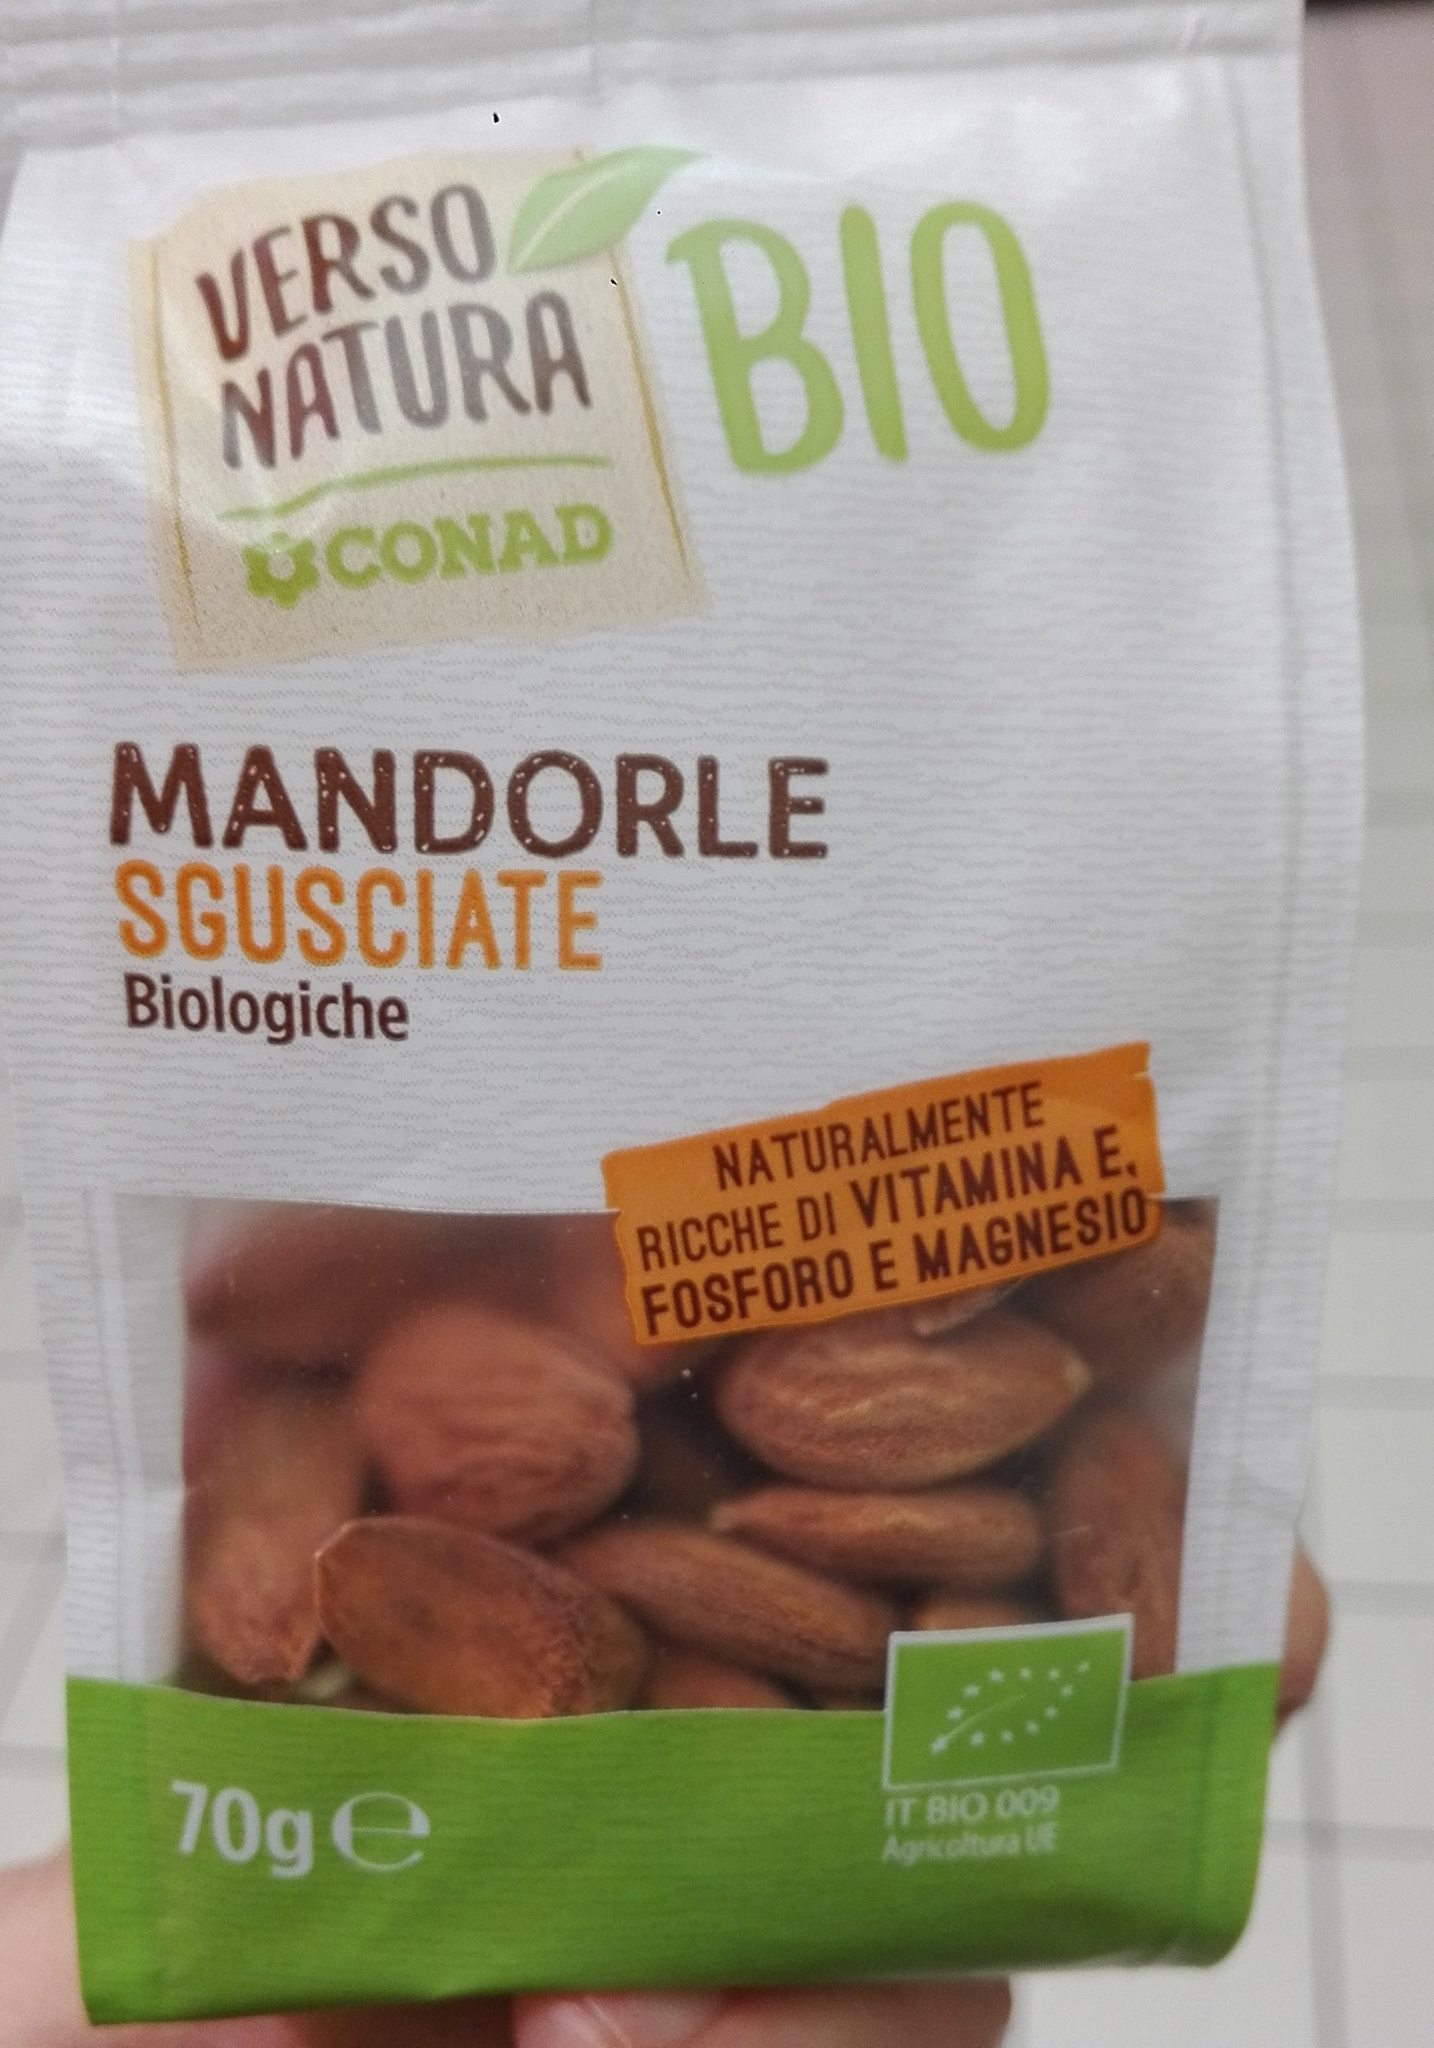 VERSO
NATURA
CONAD
BIO
MANDORLE
SGUSCIATE
Biologiche
NATURALMENTE
RICCHE DI VITAMINA E,
FOSFORO E MAGNESIO
70g e
IT BIO 009
Agricoltura UE